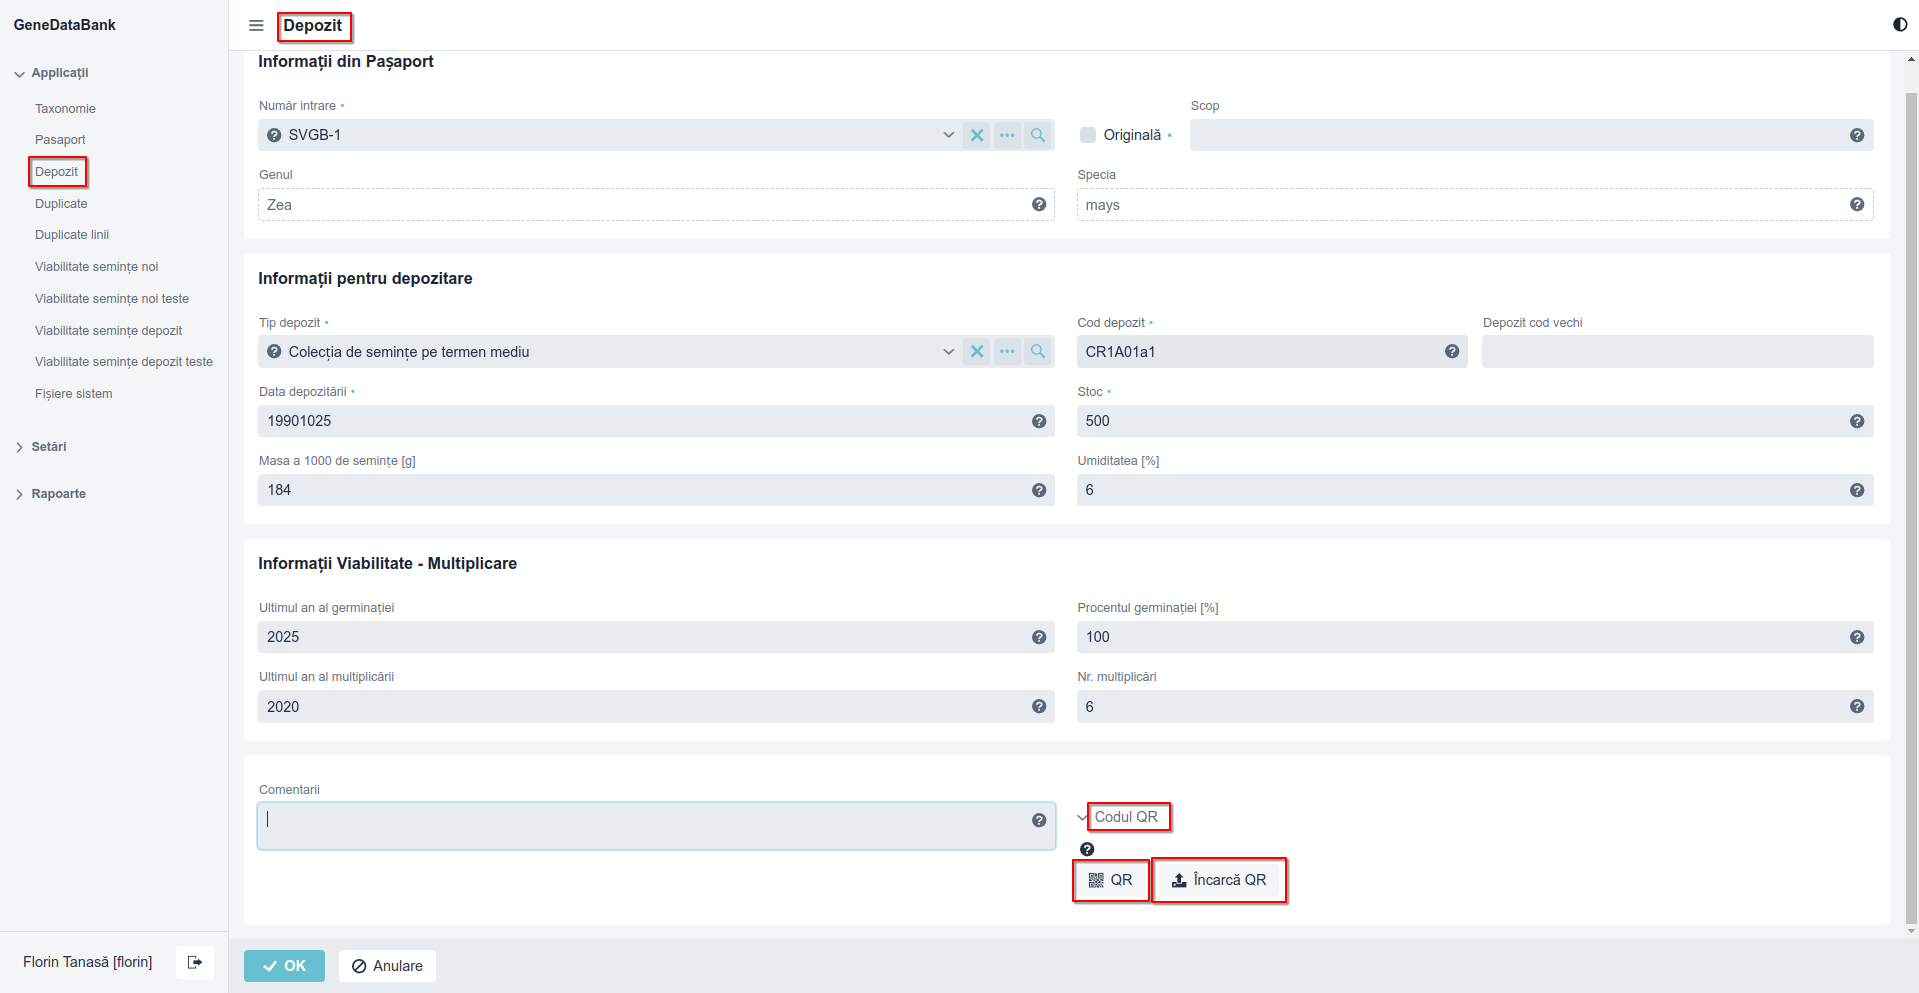 GeneDataBank
Depozit
Applicații
Taxonomie
Pasaport
Depozit
Duplicate
Duplicate linii
Viabilitate semințe noi
Viabilitate semințe noi teste
Viabilitate semințe depozit
Viabilitate semințe depozit teste
Fișiere sistem
Setări
Rapoarte
Florin Tanasă [florin]
Informații din Pașaport
Număr intrare •
SVGB-1
Originală •
Scop
Genul
Zea
Specia
mays
Informații pentru depozitare
Tip depozit •
Colecția de semințe pe termen mediu
Cod depozit •
CR1A01a1
Depozit cod vechi
Data depozitării •
19901025
Stoc •
500
Masa a 1000 de semințe [g]
184
Umiditatea [%]
6
Informații Viabilitate - Multiplicare
Ultimul an al germinației
2025
Procentul germinației [%]
100
Ultimul an al multiplicării
2020
Nr. multiplicări
6
Comentarii
Codul QR
QR
Încarcă QR
OK
Anulare